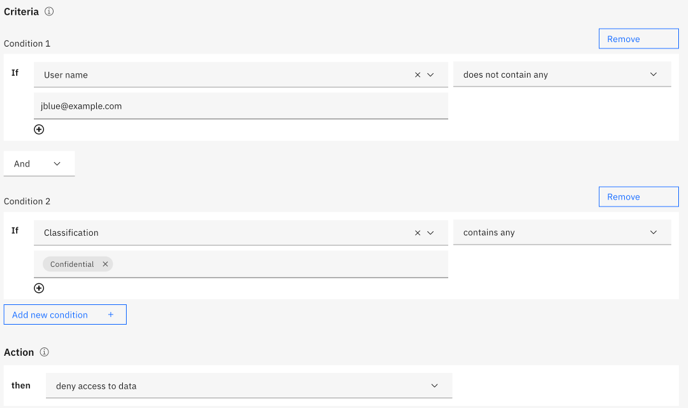 Criteria
Condition 1
Remove
If
User name
does not contain any
jblue@example.com
And
Condition 2
Remove
If
Classification
contains any
Confidential
Add new condition +
Action
then
deny access to data